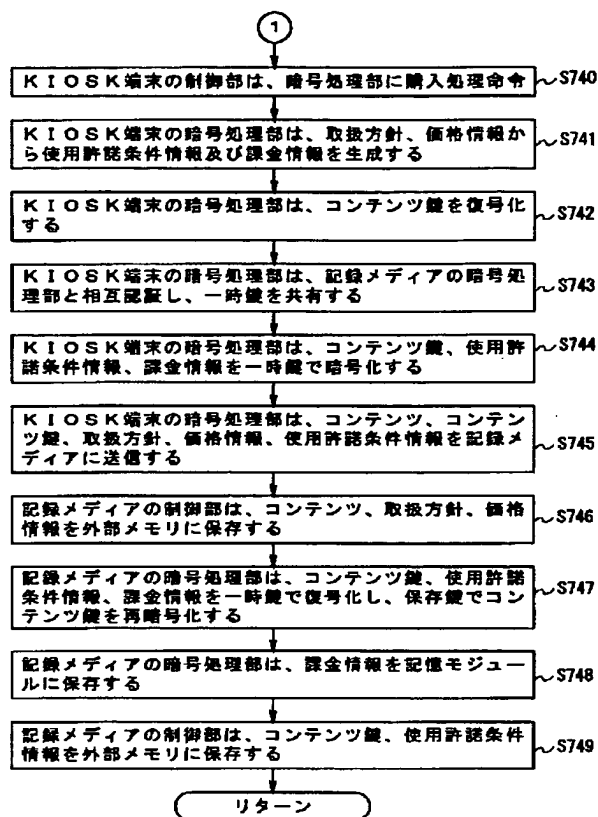 1
KIOSK端末の制御部は、暗号処理部に購入処理命令
S740
KIOSK端末の暗号処理部は、取扱方針、価格情報か
ら使用許諾条件情報及び課金情報を生成する
S741
KIOSK端末の暗号処理部は、コンテンツ鍵を復号化
する
S742
KIOSK端末の暗号処理部は、記録メディアの暗号処
理部と相互認証し、一時鍵を共有する
S743
KIOSK端末の暗号処理部は、コンテンツ鍵、使用許
諾条件情報、課金情報を一時鍵で暗号化する
S744
KIOSK端末の暗号処理部は、コンテンツ、コンテン
ツ鍵、取扱方針、価格情報、使用許諾条件情報を記録メ
ディアに送信する
S745
記録メディアの制御部は、コンテンツ、取扱方針、価格
情報を外部メモリに保存する
S746
記録メディアの暗号処理部は、コンテンツ鍵、使用許諾
条件情報、課金情報を一時鍵で復号化し、保存鍵でコン
テンツ鍵を再暗号化する
S747
記録メディアの暗号処理部は、課金情報を記憶モジュー
ルに保存する
S748
記録メディアの制御部は、コンテンツ鍵、使用許諾条件
情報を外部メモリに保存する
S749
リターン